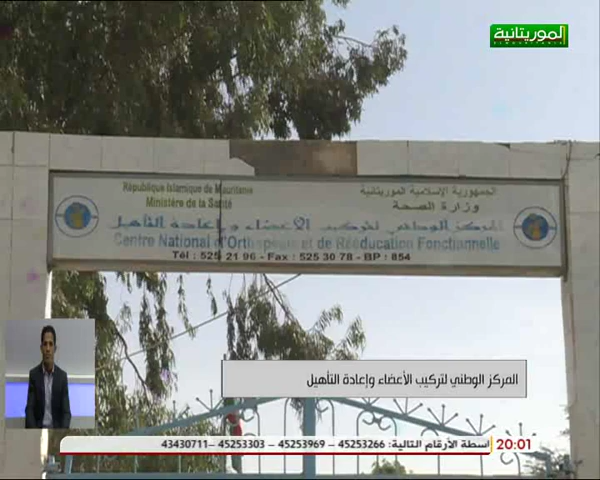 الموريتانية
République Islamique de Mauritanie
Ministère de la Santé
الجمهورية الإسلامية الموريتانية
وزارة الصحة
المركز الوطني لتركيب الأعضاء وإعادة التأهيل
Centre National d'Orthopédie et de Rééducation Fonctionnelle
Tél : 525 21 96 - Fax : 525 30 78 - BP : 854
المركز الوطني لتركيب الأعضاء وإعادة التأهيل
20:01
اسطة الأرقام التالية: 45253266 – 45253969 – 45253303 – 43430711